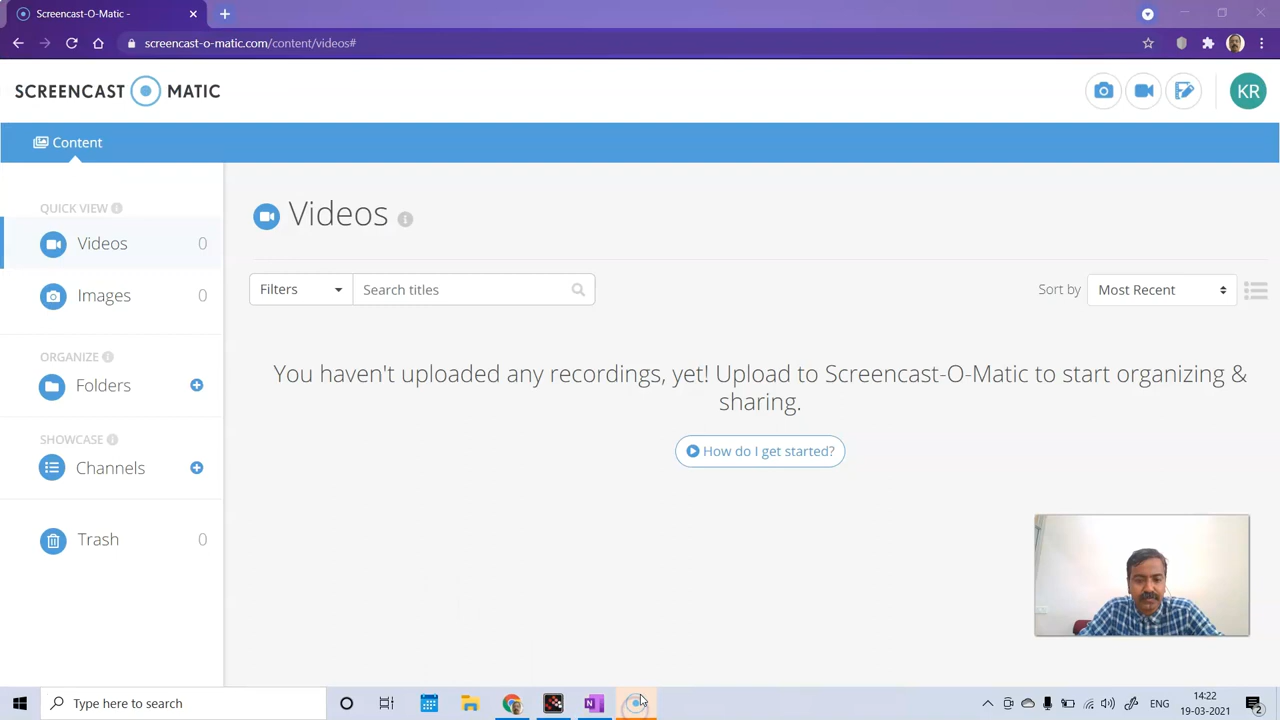 Screencast-O-Matic -
screencast-o-matic.com/content/videos#
SCREENCAST MATIC
KR
Content
QUICK VIEW
Videos 0
Images 0
ORGANIZE
Folders
SHOWCASE
Channels
Trash 0
Videos
Filters
Search titles
Sort by
Most Recent
You haven't uploaded any recordings, yet! Upload to Screencast-O-Matic to start organizing &
sharing.
How do I get started?
Type here to search
ENG
14:22
19-03-2021
2